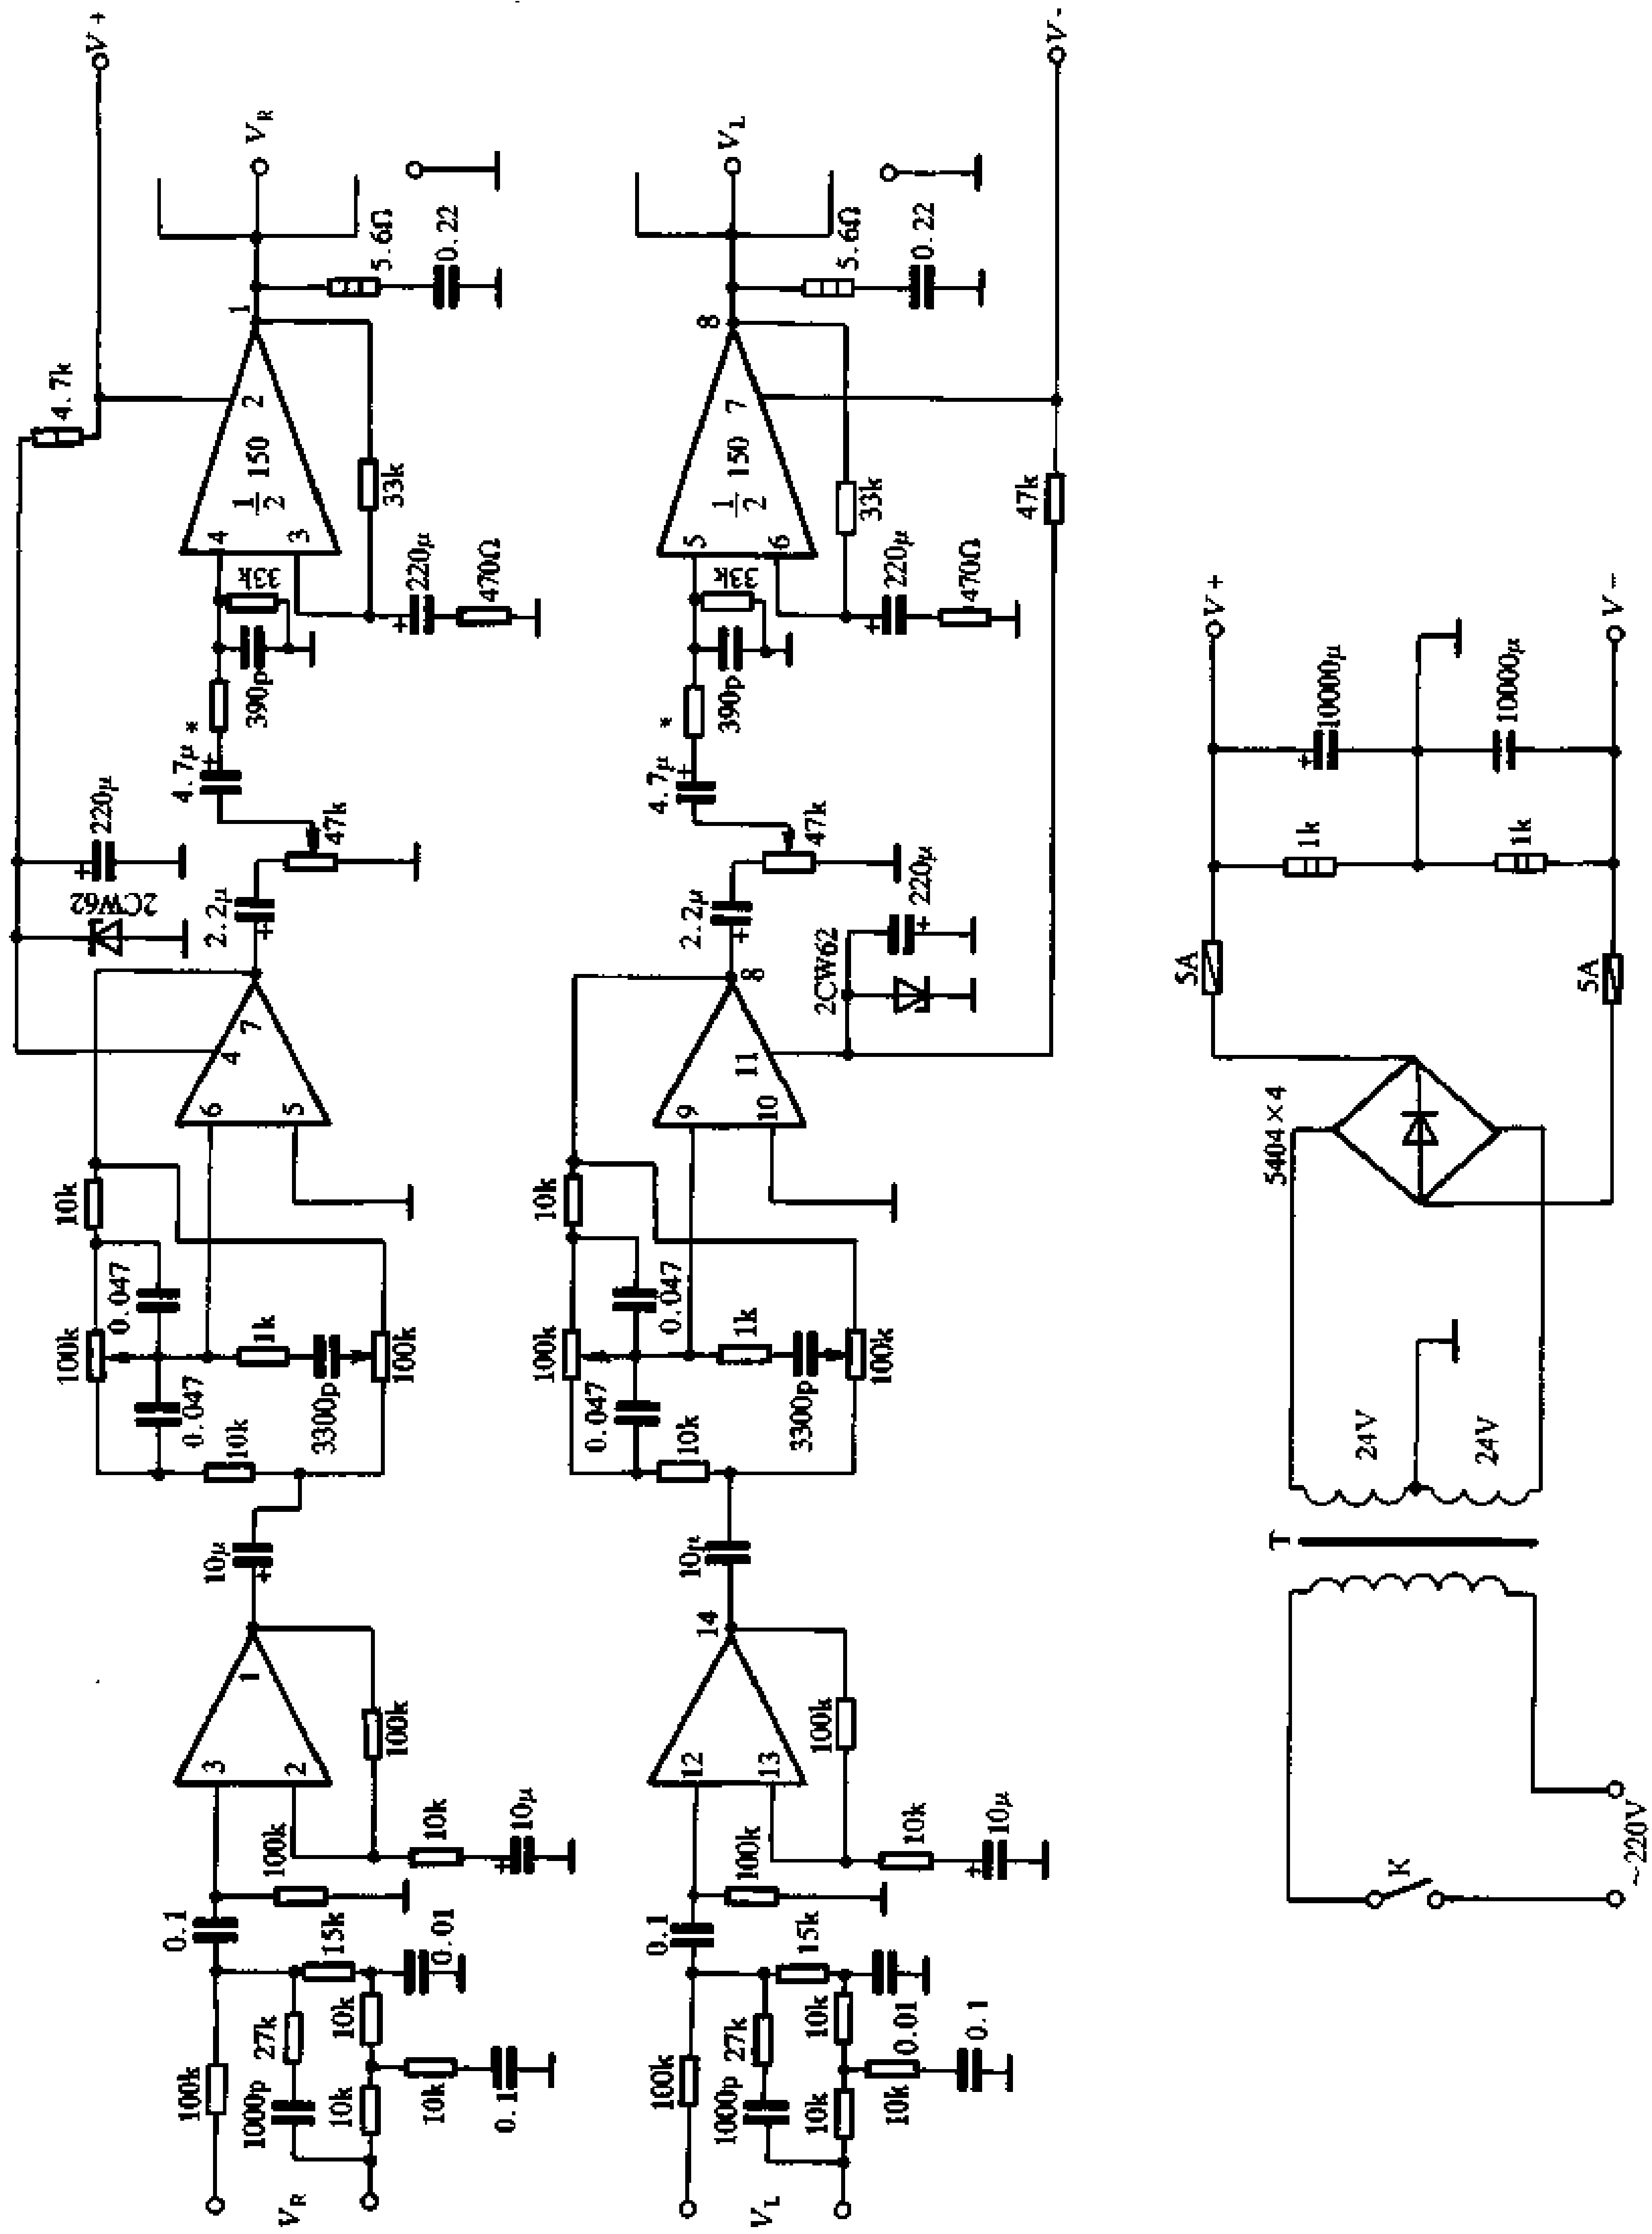 V+
4.7k
220μ
2CW62
10k
100k
0.047
0.047
10k
1k
3300p
100k
6
5
4
7
2.2μ
47k
4.7μ
*
390p
33k
4
3
1/2 150
2
1
33k
220μ
470Ω
5.6Ω
0.22
V_R
10μ
3
2
1
100k
0.1
100k
10k
10μ
15k
0.01
100k
27k
1000p
10k
10k
10k
0.1
V_R
10k
100k
0.047
0.047
10k
1k
3300p
100k
9
10
11
8
2CW62
220μ
2.2μ
47k
4.7μ
*
390p
33k
5
6
1/2 150
7
8
33k
220μ
470Ω
5.6Ω
0.22
V_L
47k
V-
10μ
12
13
14
100k
0.1
100k
10k
10μ
15k
0.01
100k
27k
1000p
10k
10k
10k
0.1
V_L
~220V
K
T
24V
24V
5404×4
5A
5A
1k
1k
10000μ
10000μ
V+
V-